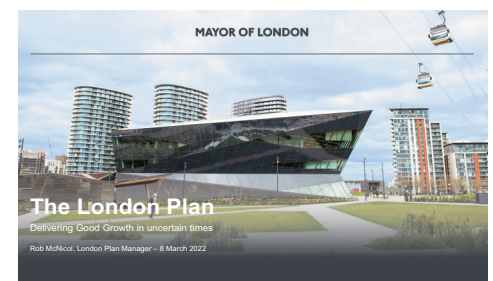 MAYOR OF LONDON
The London Plan
Delivering Good Growth in uncertain times
Rob McNicol, London Plan Manager – 8 March 2022